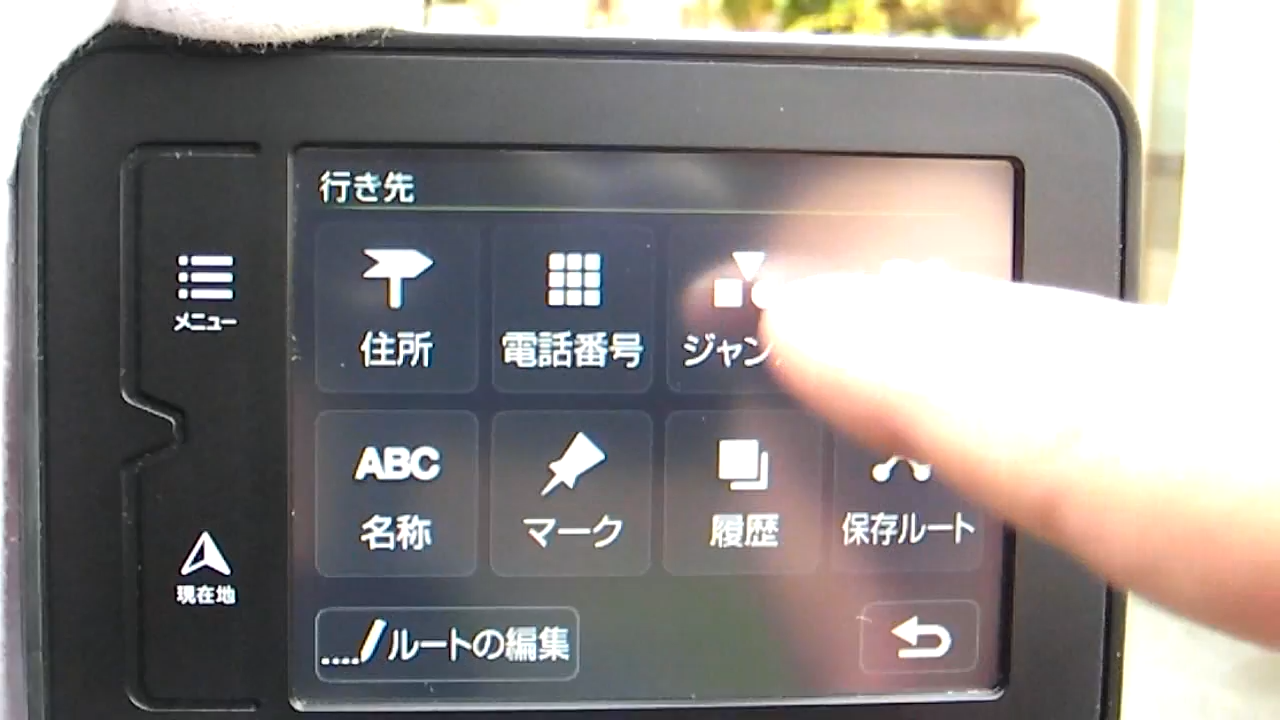 行き先
メニュー
住所
電話番号
ジャン
ABC
名称
マーク
履歴
保存ルート
現在地
ルートの編集